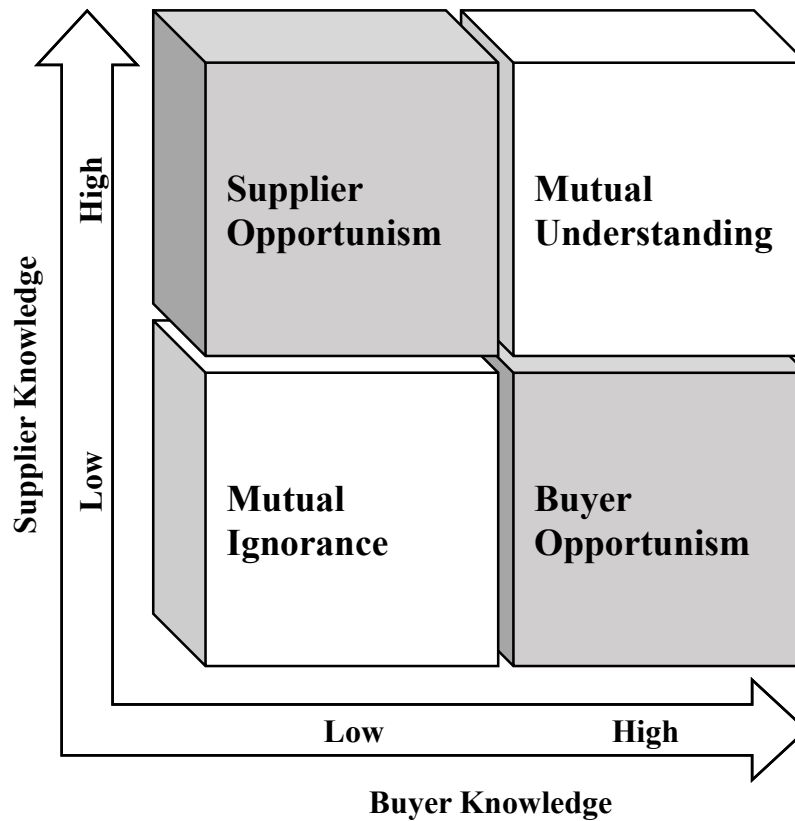 Supplier
Opportunism
Mutual
Understanding
Mutual
Ignorance
Buyer
Opportunism
Supplier Knowledge
High
Low
Low
High
Buyer Knowledge